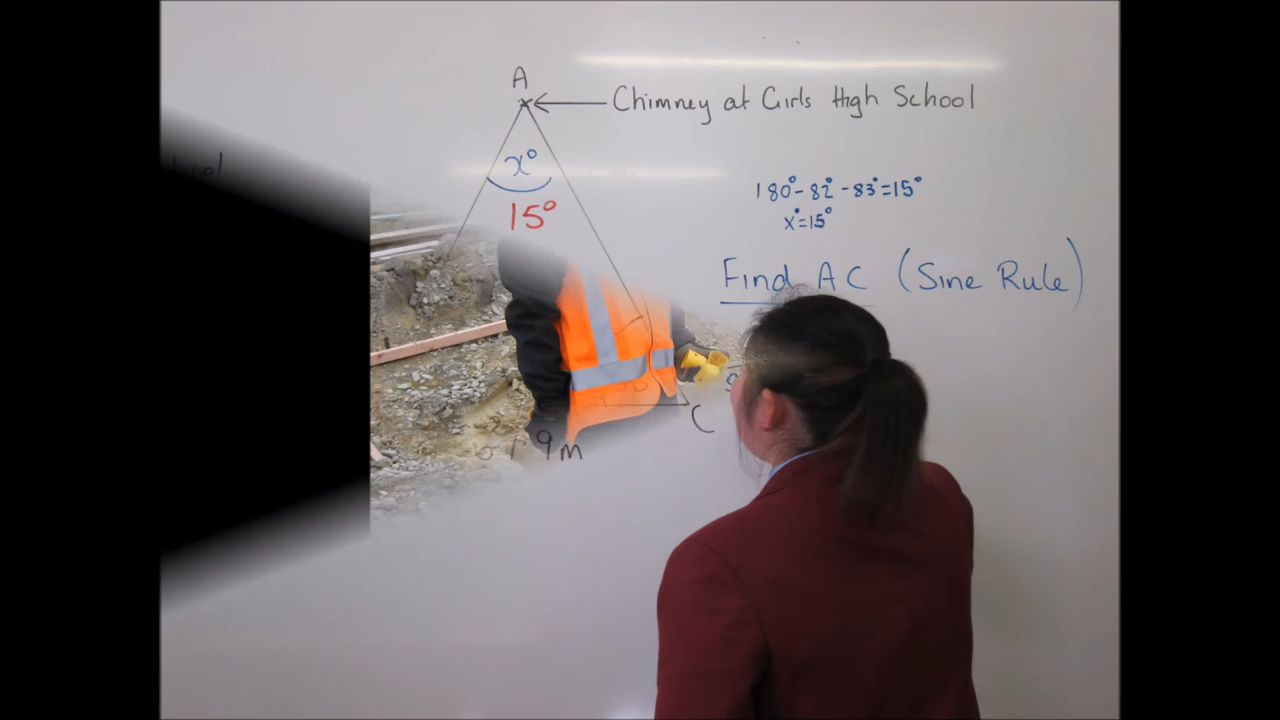 A
Chimney at Girls High School
x°
180°-82°-83°=15°
15°
x°=15°
Find AC (Sine Rule)
C
9m